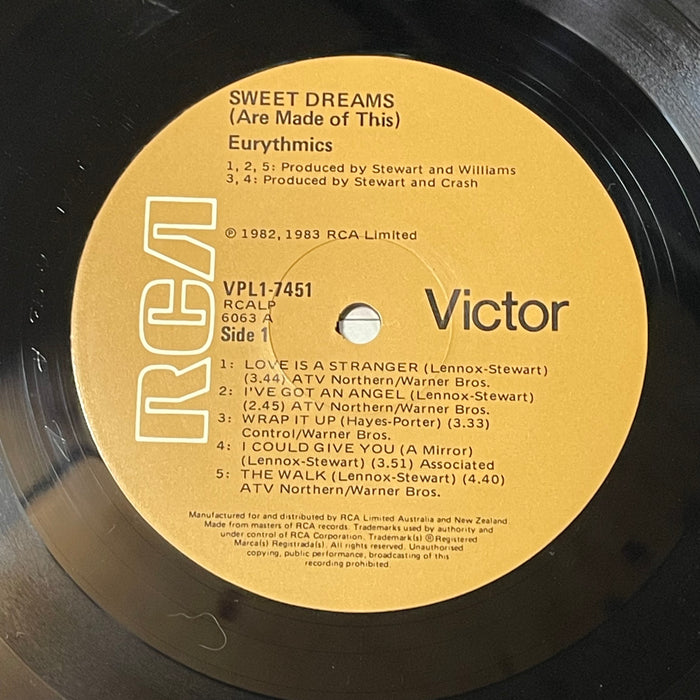 SWEET DREAMS
(Are Made of This)
Eurythmics
1, 2, 5: Produced by Stewart and Williams
3, 4: Produced by Stewart and Crash
℗ 1982, 1983 RCA Limited
RCA
VPL1-7451
RCALP
6063 A
Side 1
Victor
1: LOVE IS A STRANGER (Lennox-Stewart)
(3.44) ATV Northern/Warner Bros.
2: I'VE GOT AN ANGEL (Lennox-Stewart)
(2.45) ATV Northern/Warner Bros.
3: WRAP IT UP (Hayes-Porter) (3.33)
Control/Warner Bros.
4: I COULD GIVE YOU (A Mirror)
(Lennox-Stewart) (3.51) Associated
5: THE WALK (Lennox-Stewart) (4.40)
ATV Northern/Warner Bros.
Manufactured for and distributed by RCA Limited Australia and New Zealand
Made from masters of RCA records. Trademarks used by authority and
under control of RCA Corporation. Trademark(s) ®Registered
Marca(s) Registrada(s). All rights reserved. Unauthorised
copying, public performance, broadcasting of this
recording prohibited.